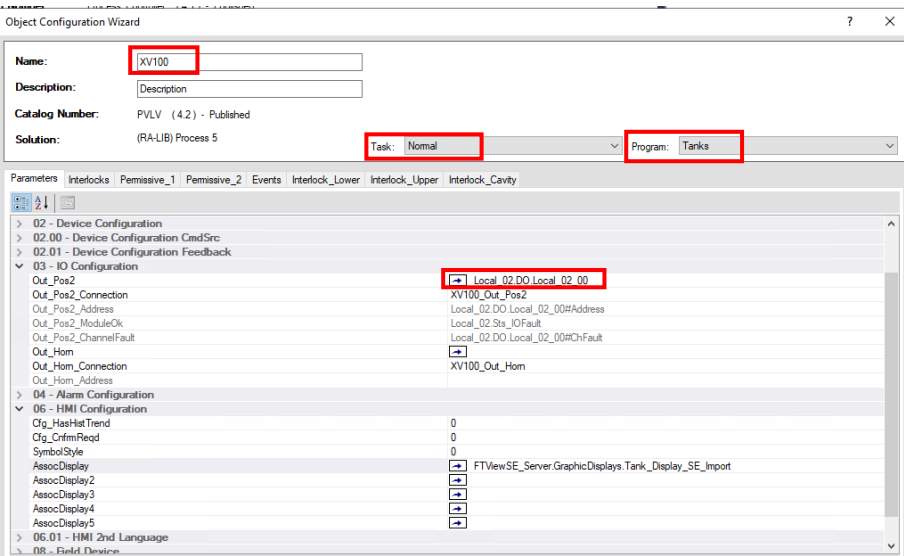 Object Configuration Wizard ? ×
Name: XV100
Description: Description
Catalog Number: PVLV (4.2) - Published
Solution: (RA-LIB) Process 5
Task: Normal Program: Tanks
Parameters Interlocks Permissive_1 Permissive_2 Events Interlock_Lower Interlock_Upper Interlock_Cavity
> 02 - Device Configuration
> 02.00 - Device Configuration CmdSrc
> 02.01 - Device Configuration Feedback
03 - IO Configuration
Out_Pos2 Local_02.DO.Local_02_00
Out_Pos2_Connection XV100_Out_Pos2
Out_Pos2_Address Local_02.DO.Local_02_00#Address
Out_Pos2_ModuleOk Local_02.Sts_IOFault
Out_Pos2_ChannelFault Local_02.DO.Local_02_00#ChFault
Out_Horn
Out_Horn_Connection XV100_Out_Horn
Out_Horn_Address
> 04 - Alarm Configuration
06 - HMI Configuration
Cfg_HasHistTrend 0
Cfg_CnfrmReqd 0
SymbolStyle 0
AssocDisplay FTViewSE_Server.GraphicDisplays.Tank_Display_SE_Import
AssocDisplay2
AssocDisplay3
AssocDisplay4
AssocDisplay5
> 06.01 - HMI 2nd Language
> 08 - Field Device